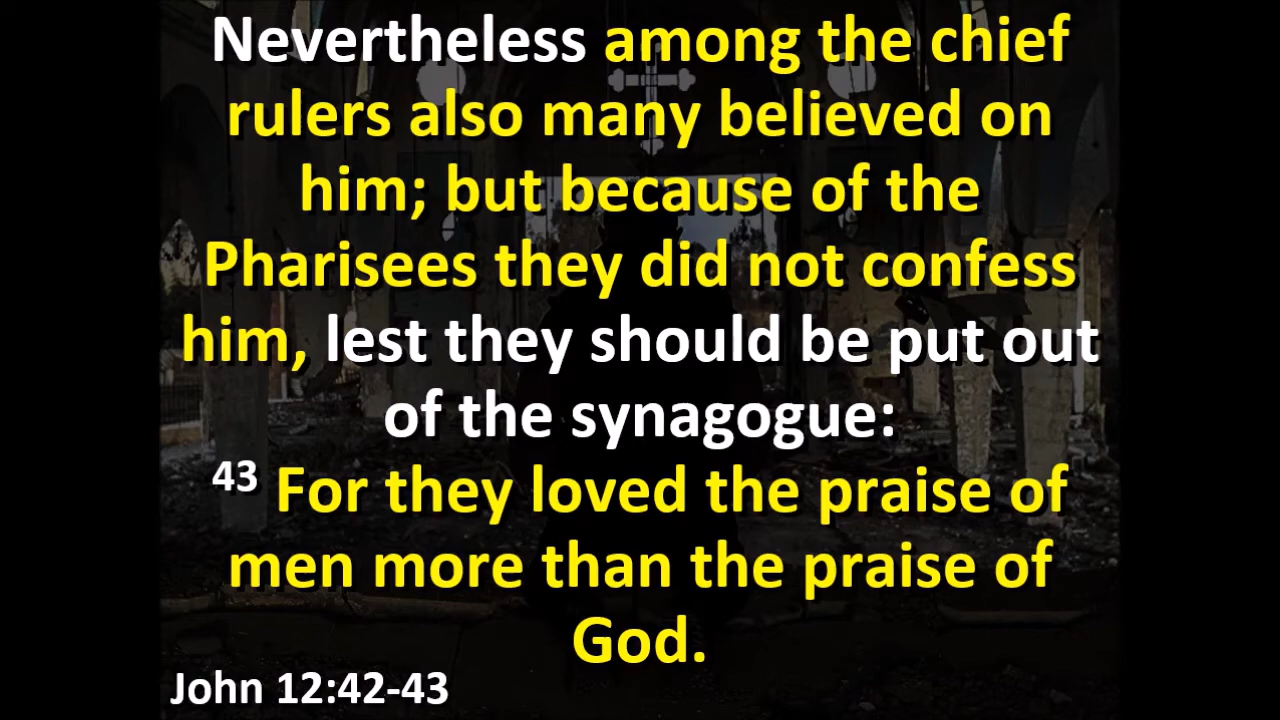 Nevertheless among the chief
rulers also many believed on
him; but because of the
Pharisees they did not confess
him, lest they should be put out
of the synagogue:
43 For they loved the praise of
men more than the praise of
God.
John 12:42-43